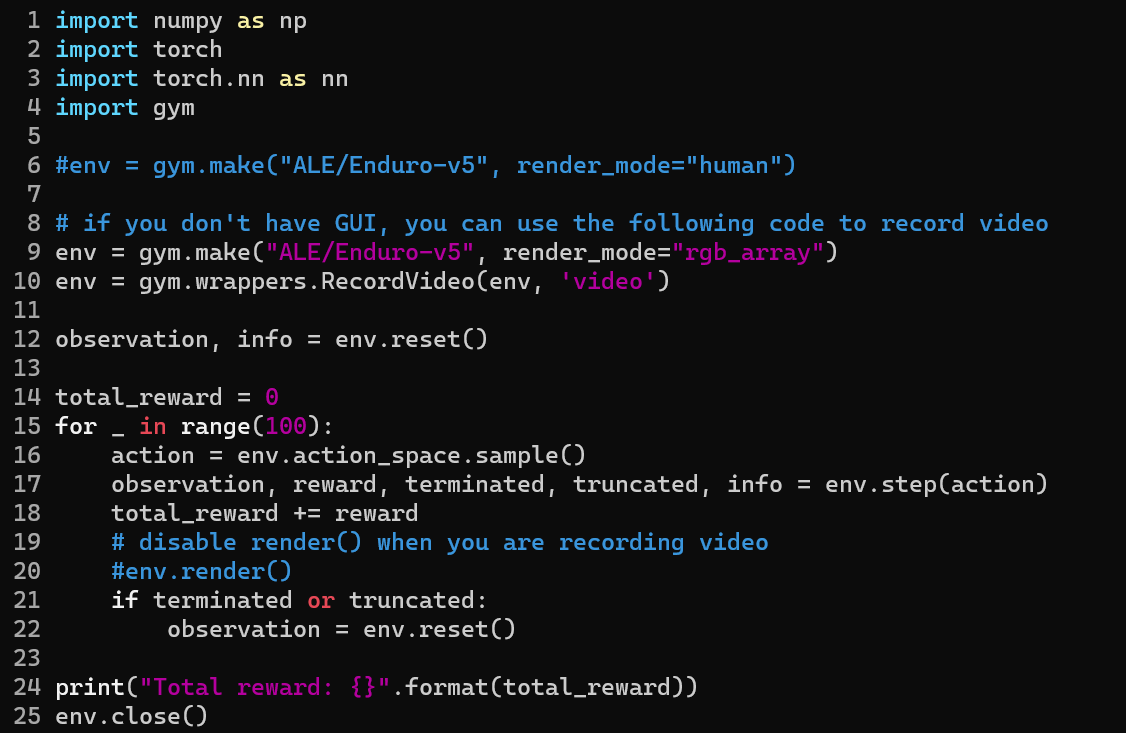 1 import numpy as np
2 import torch
3 import torch.nn as nn
4 import gym
5
6 #env = gym.make("ALE/Enduro-v5", render_mode="human")
7
8 # if you don't have GUI, you can use the following code to record video
9 env = gym.make("ALE/Enduro-v5", render_mode="rgb_array")
10 env = gym.wrappers.RecordVideo(env, 'video')
11
12 observation, info = env.reset()
13
14 total_reward = 0
15 for _ in range(100):
16     action = env.action_space.sample()
17     observation, reward, terminated, truncated, info = env.step(action)
18     total_reward += reward
19     # disable render() when you are recording video
20     #env.render()
21     if terminated or truncated:
22         observation = env.reset()
23
24 print("Total reward: {}".format(total_reward))
25 env.close()